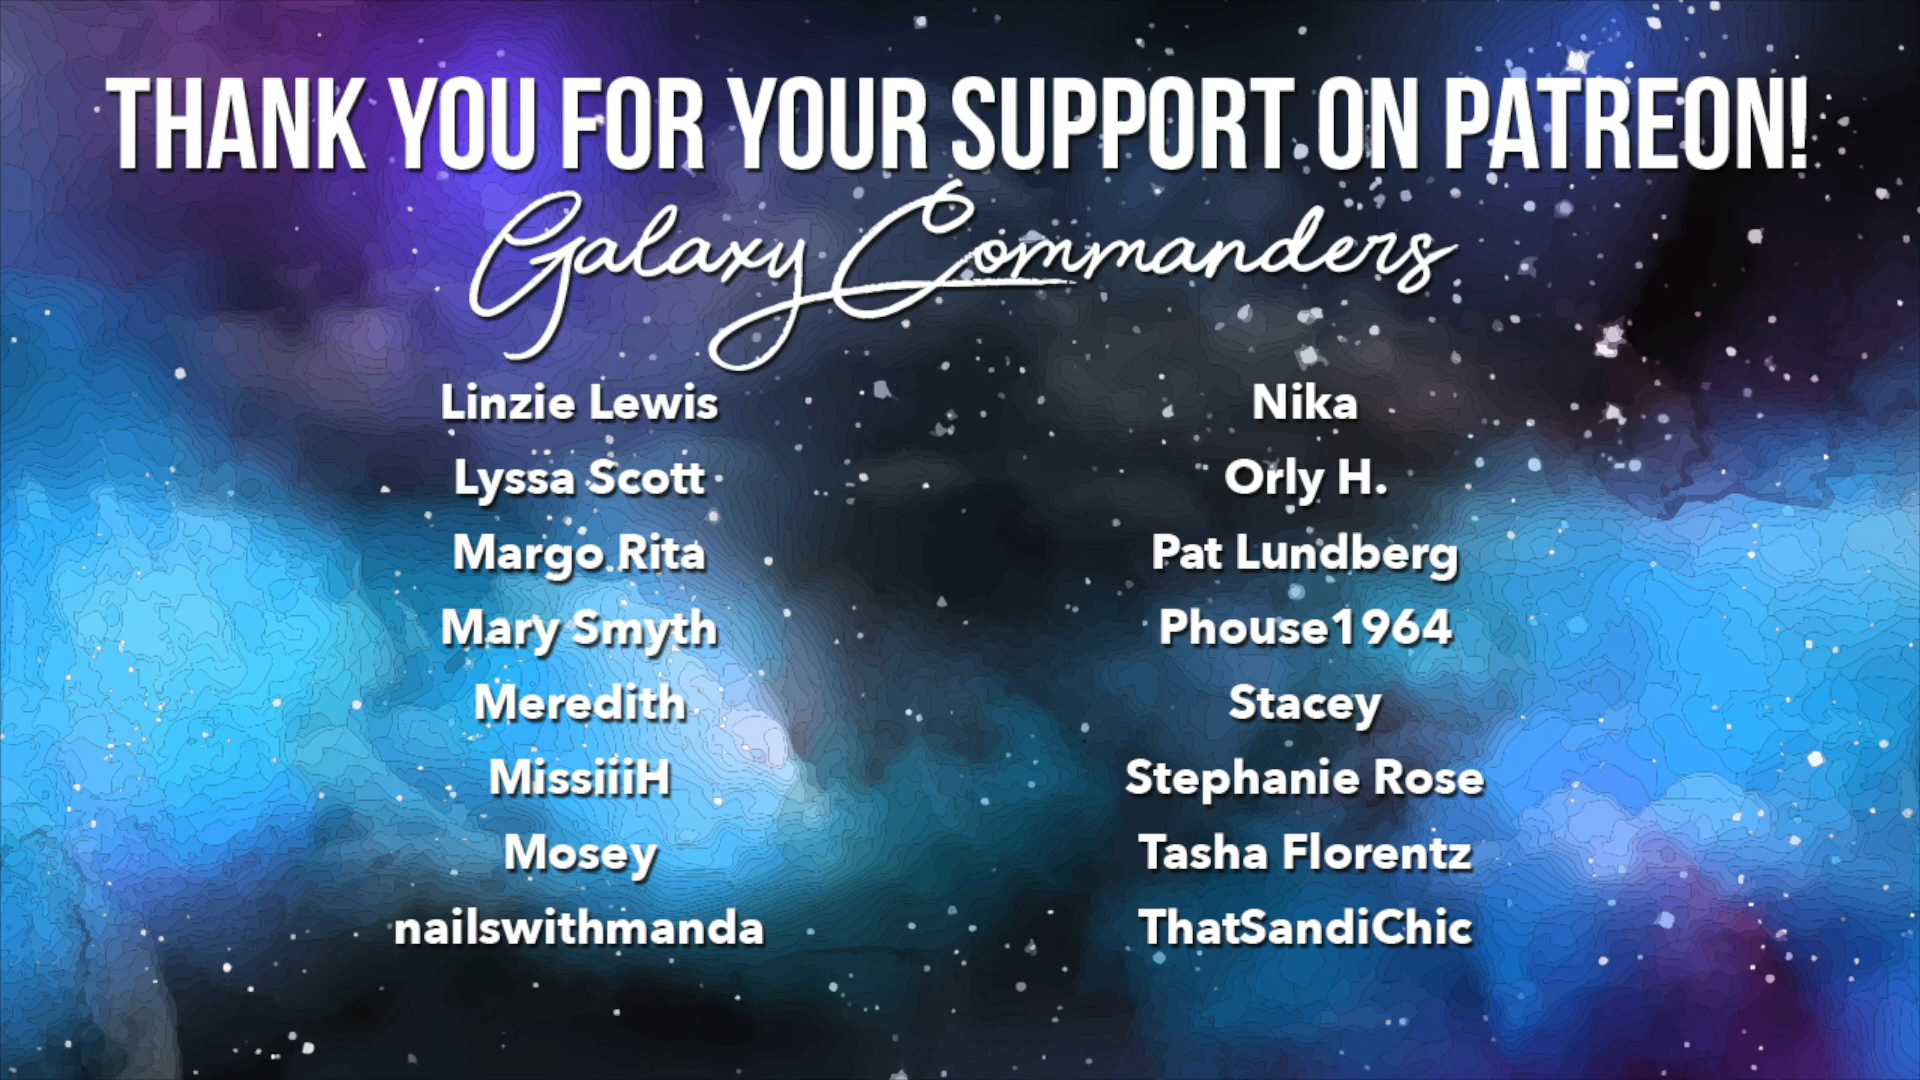 THANK YOU FOR YOUR SUPPORT ON PATREON!
Galaxy Commanders
Linzie Lewis
Lyssa Scott
Margo Rita
Mary Smyth
Meredith
MissiiiH
Mosey
nailswithmanda
Nika
Orly H.
Pat Lundberg
Phouse1964
Stacey
Stephanie Rose
Tasha Florentz
ThatSandiChic